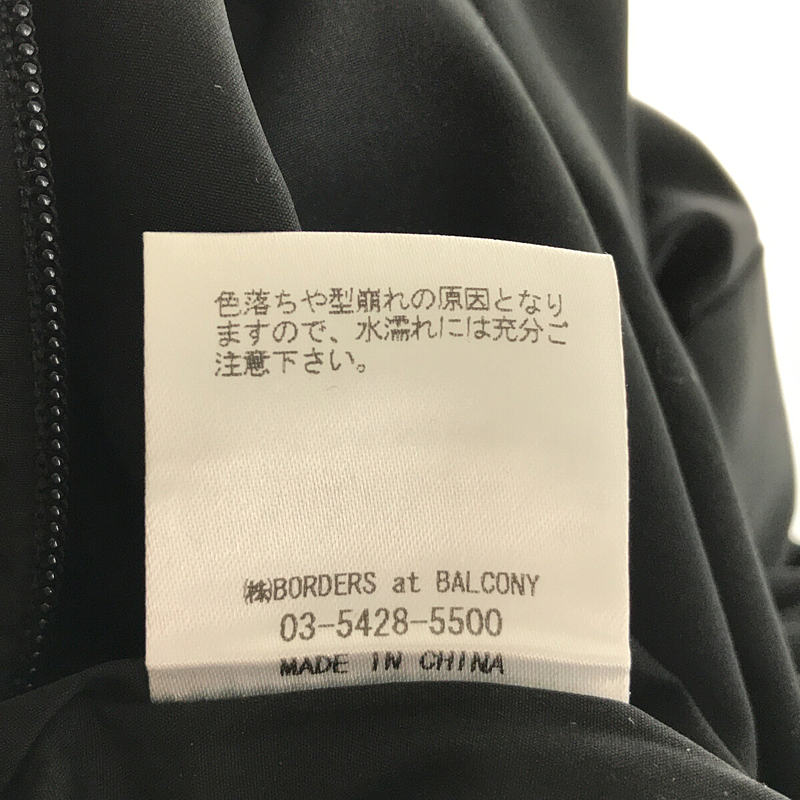 色落ちや型崩れの原因となり
ますので、水濡れには充分ご
注意下さい。
㈱BORDERS at BALCONY
03-5428-5500
MADE IN CHINA